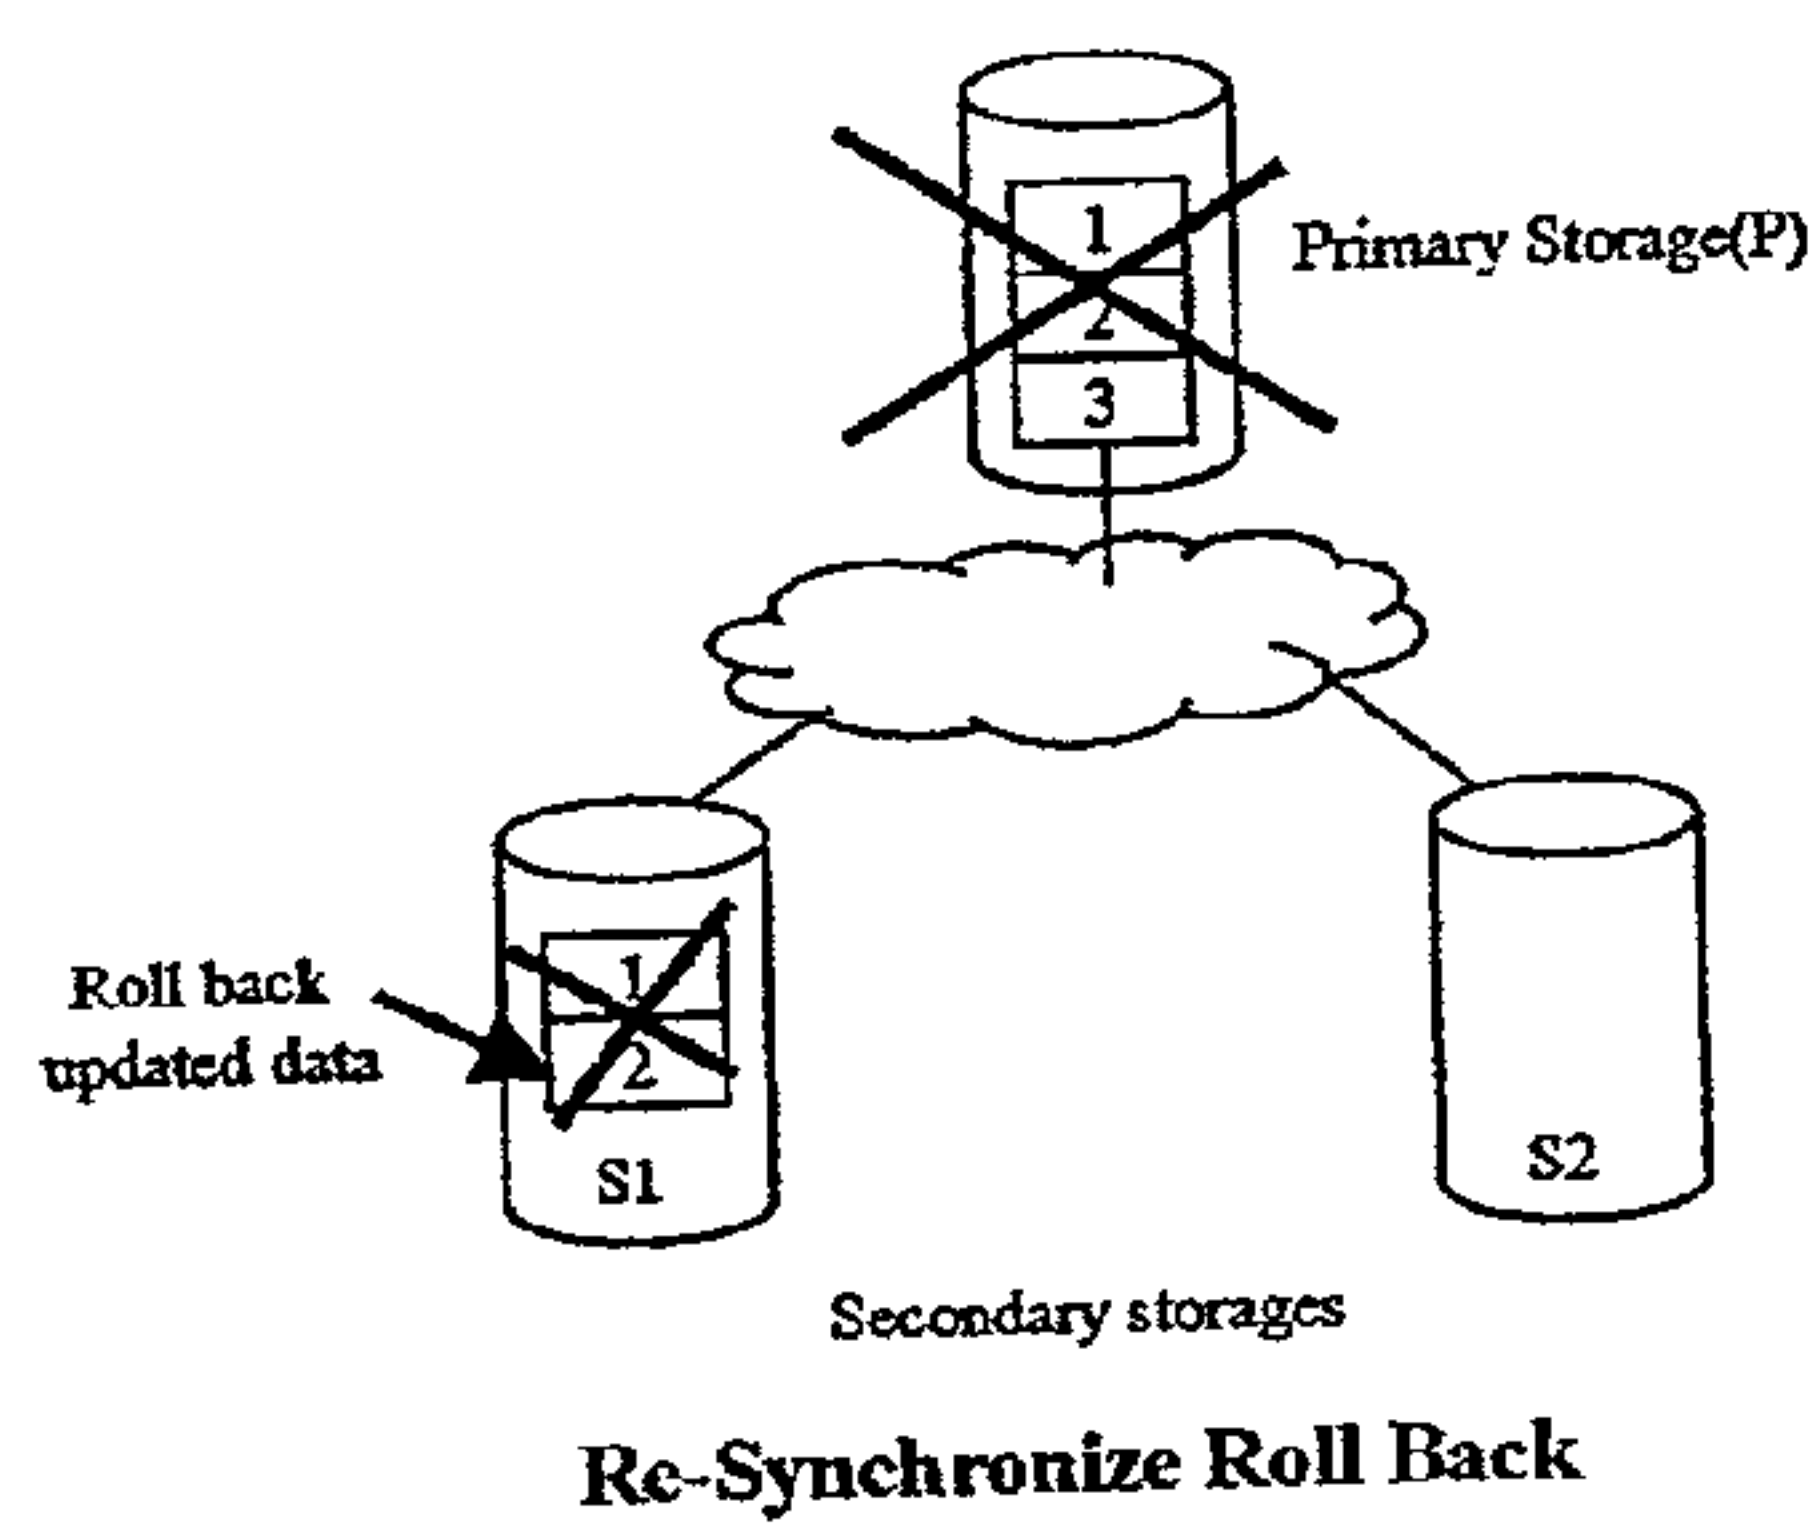 1
2
3
Primary Storage(P)
Roll back
updated data
1
2
S1
S2
Secondary storages
Re-Synchronize Roll Back